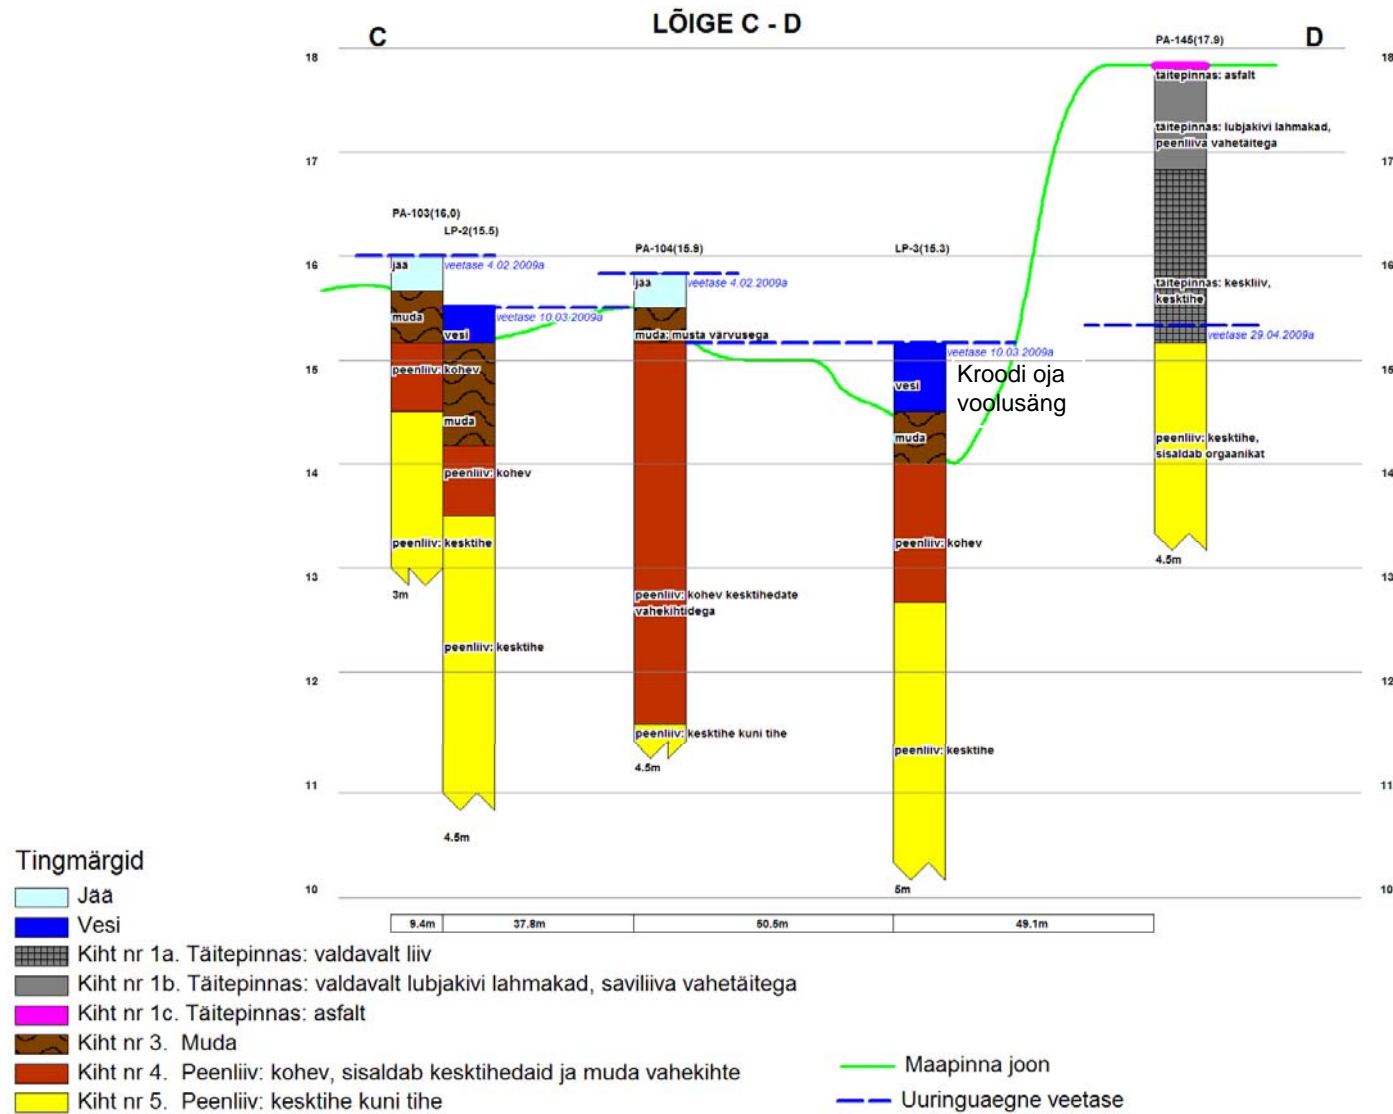 LÕIGE C - D
C
D
PA-145(17.9)
18
18
täitepinnas: asfalt
täitepinnas: lubjakivi lahmakad,
peenliiva vahetäitega
17
17
PA-103(16,0)
LP-2(15.5)
PA-104(15.9)
LP-3(15.3)
16
16
jää
veetase 4.02.2009a
jää
veetase 4.02.2009a
täitepinnas: keskliiv,
kesktihe
muda
vesi
veetase 10.03.2009a
muda; musta värvusega
veetase 29.04.2009a
15
15
peenliiv: kohev
veetase 10.03.2009a
vesi
Kroodi oja
voolusäng
muda
muda
peenliiv: kesktihe,
sisaldab orgaanikat
14
14
peenliiv: kohev
peenliiv: kesktihe
peenliiv: kohev
4.5m
13
13
3m
peenliiv: kohev kesktihedate
vahekihtidega
peenliiv: kesktihe
12
12
peenliiv: kesktihe kuni tihe
peenliiv: kesktihe
4.5m
11
11
4.5m
5m
10
10
9.4m
37.8m
50.5m
49.1m
Tingmärgid
Jää
Vesi
Kiht nr 1a. Täitepinnas: valdavalt liiv
Kiht nr 1b. Täitepinnas: valdavalt lubjakivi lahmakad, saviliiva vahetäitega
Kiht nr 1c. Täitepinnas: asfalt
Kiht nr 3. Muda
Kiht nr 4. Peenliiv: kohev, sisaldab kesktihedaid ja muda vahekihte
Kiht nr 5. Peenliiv: kesktihe kuni tihe
Maapinna joon
Uuringuaegne veetase